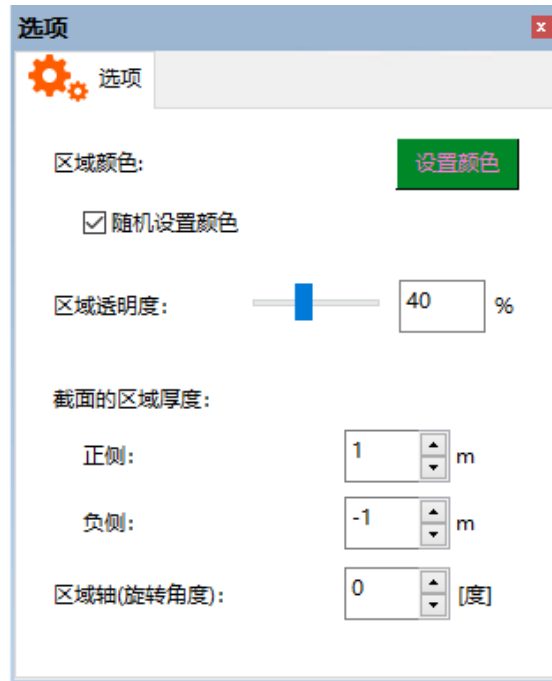 选项
选项
区域颜色: 设置颜色
随机设置颜色
区域透明度: 40 %
截面的区域厚度:
正侧: 1 m
负侧: -1 m
区域轴(旋转角度): 0 [度]